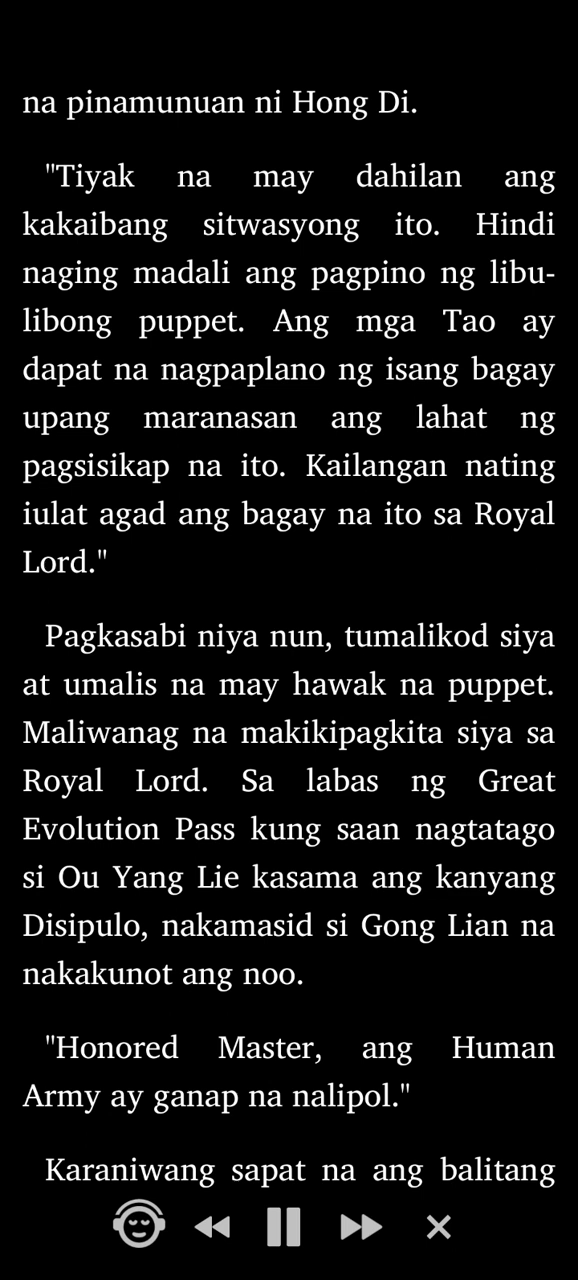 na pinamunuan ni Hong Di.
"Tiyak na may dahilan ang
kakaibang sitwasyong ito. Hindi
naging madali ang pagpino ng libu-
libong puppet. Ang mga Tao ay
dapat na nagpaplano ng isang bagay
upang maranasan ang lahat ng
pagsisikap na ito. Kailangan nating
iulat agad ang bagay na ito sa Royal
Lord."
Pagkasabi niya nun, tumalikod siya
at umalis na may hawak na puppet.
Maliwanag na makikipagkita siya sa
Royal Lord. Sa labas ng Great
Evolution Pass kung saan nagtatago
si Ou Yang Lie kasama ang kanyang
Disipulo, nakamasid si Gong Lian na
nakakunot ang noo.
"Honored Master, ang Human
Army ay ganap na nalipol."
Karaniwang sapat na ang balitang